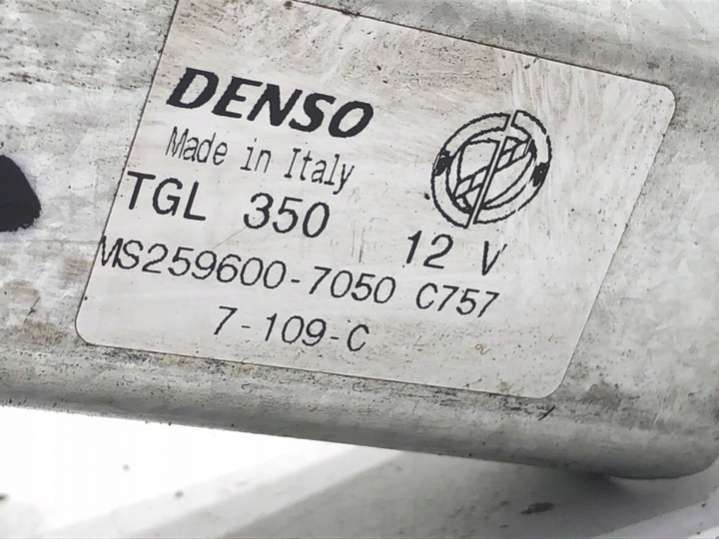 DENSO
Made in Italy
TGL 350 12 V
MS259600-7050 C757
7-109-C